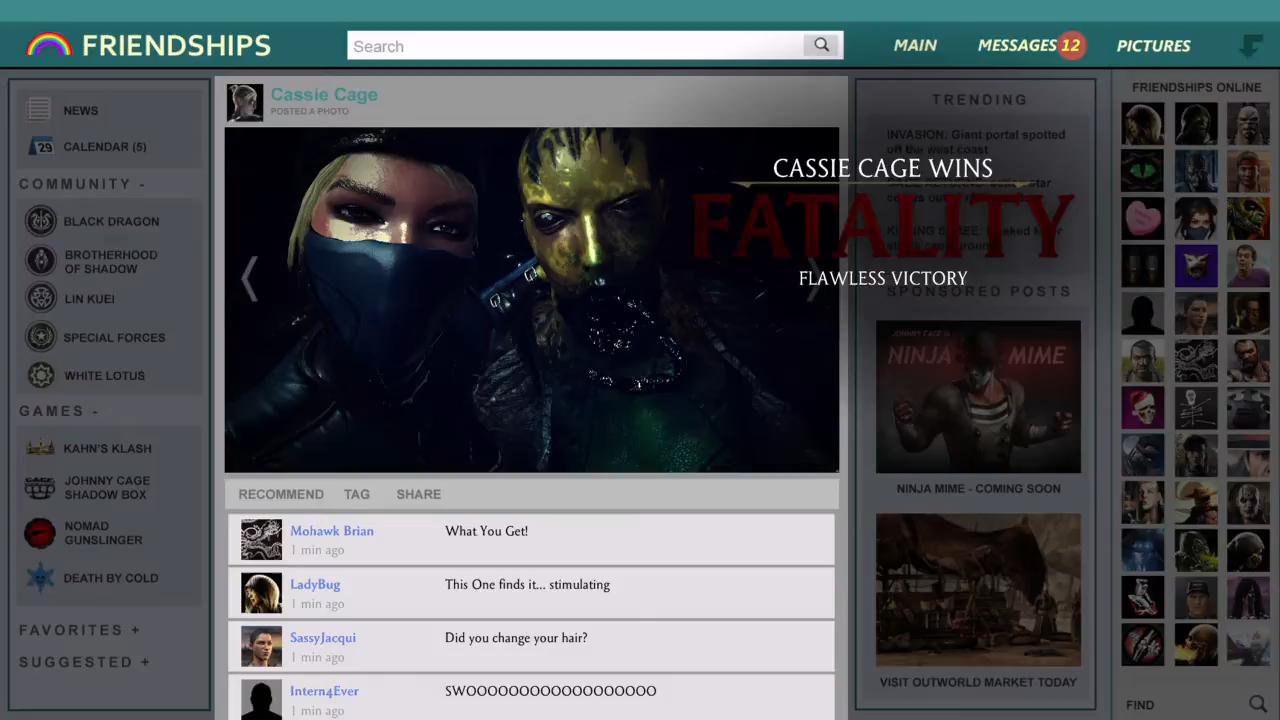 FRIENDSHIPS
Search
MAIN
MESSAGES 12
PICTURES
NEWS
29
CALENDAR (5)
COMMUNITY -
BLACK DRAGON
BROTHERHOOD
OF SHADOW
LIN KUEI
SPECIAL FORCES
WHITE LOTUS
GAMES -
KAHN'S KLASH
JOHNNY CAGE
SHADOW BOX
NOMAD
GUNSLINGER
DEATH BY COLD
FAVORITES +
SUGGESTED +
Cassie Cage
POSTED A PHOTO
CASSIE CAGE WINS
FATALITY
FLAWLESS VICTORY
RECOMMEND
TAG
SHARE
Mohawk Brian
What You Get!
1 min ago
LadyBug
This One finds it... stimulating
1 min ago
SassyJacqui
Did you change your hair?
1 min ago
Intern4Ever
SWOOOOOOOOOOOOOOOOOO
1 min ago
TRENDING
INVASION: Giant portal spotted
off the west coast
SPONSORED POSTS
JOHNNY CAGE IS
NINJA MIME
NINJA MIME - COMING SOON
VISIT OUTWORLD MARKET TODAY
FRIENDSHIPS ONLINE
FIND